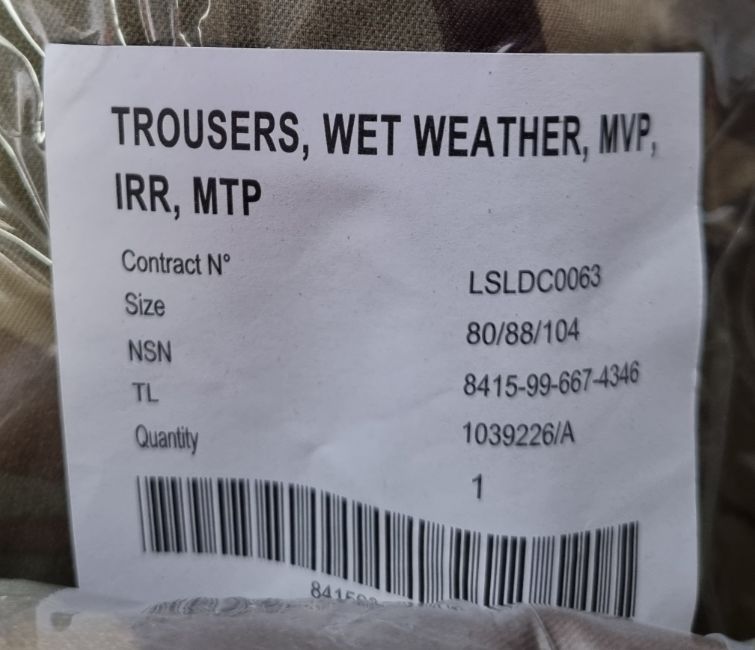 TROUSERS, WET WEATHER, MVP,
IRR, MTP
Contract N° LSLDC0063
Size 80/88/104
NSN 8415-99-667-4346
TL 1039226/A
Quantity 1